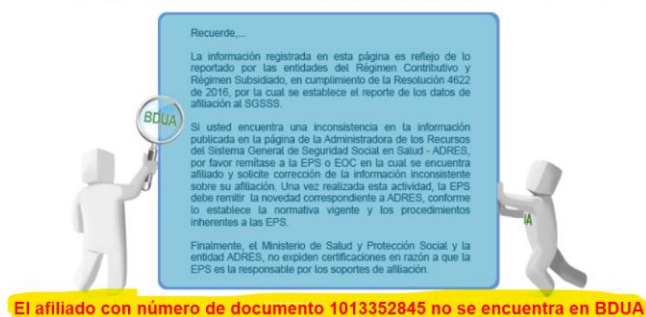 Recuerde,...
La información registrada en esta página es reflejo de lo
reportado por las entidades del Régimen Contributivo y
Régimen Subsidiado, en cumplimiento de la Resolución 4622
de 2016, por la cual se establece el reporte de los datos de
afiliación al SGSSS.
Si usted encuentra una inconsistencia en la información
publicada en la página de la Administradora de los Recursos
del Sistema General de Seguridad Social en Salud - ADRES,
por favor remítase a la EPS o EOC en la cual se encuentra
afiliado y solicite corrección de la información inconsistente
sobre su afiliación. Una vez realizada esta actividad, la EPS
debe remitir la novedad correspondiente a ADRES, conforme
lo establece la normativa vigente y los procedimientos
inherentes a las EPS.
Finalmente, el Ministerio de Salud y Protección Social y la
entidad ADRES, no expiden certificaciones en razón a que la
EPS es la responsable por los soportes de afiliación.
BDUA
El afiliado con número de documento 1013352845 no se encuentra en BDUA